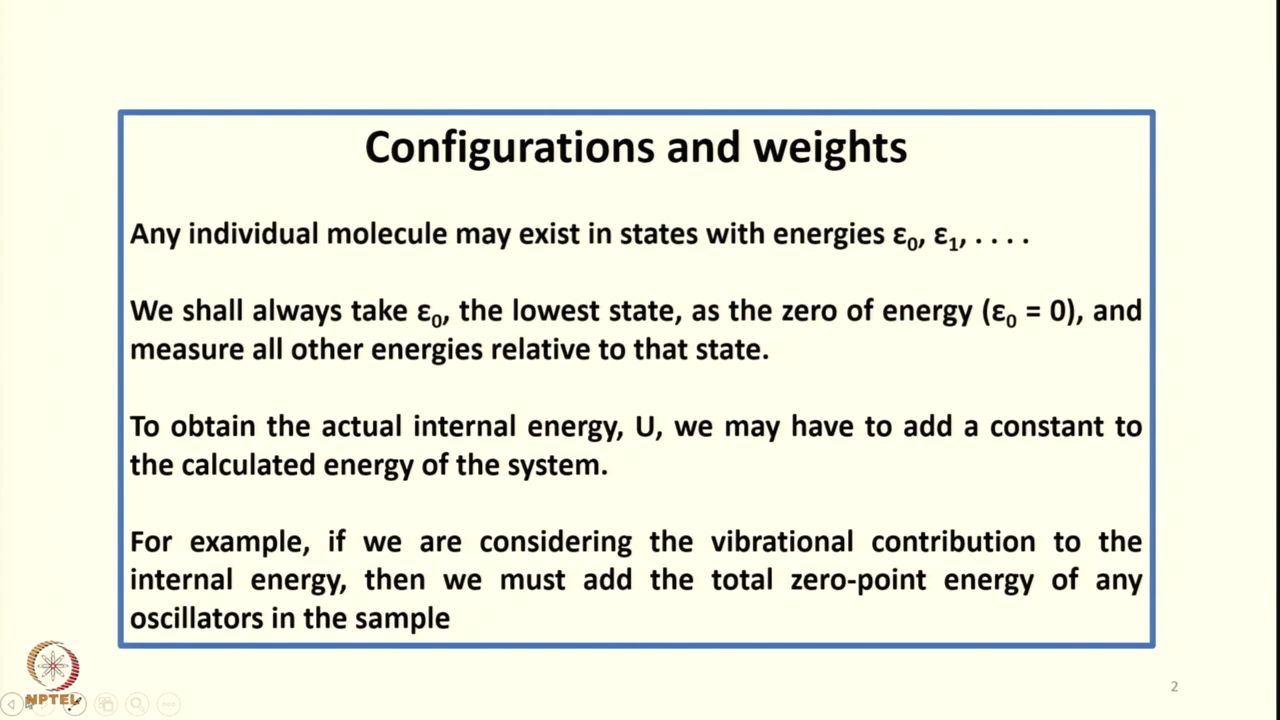 Configurations and weights
Any individual molecule may exist in states with energies ε₀, ε₁, . . . .
We shall always take ε₀, the lowest state, as the zero of energy (ε₀ = 0), and
measure all other energies relative to that state.
To obtain the actual internal energy, U, we may have to add a constant to
the calculated energy of the system.
For example, if we are considering the vibrational contribution to the
internal energy, then we must add the total zero-point energy of any
oscillators in the sample
NPTEL
2